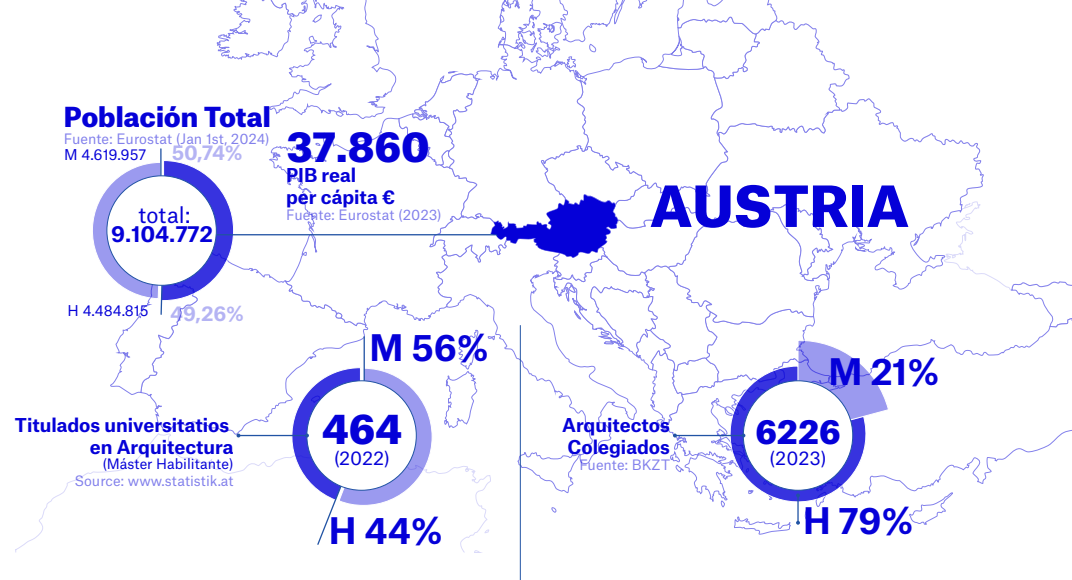 Población Total
Fuente: Eurostat (Jan 1st, 2024)
M 4.619.957
50,74%
total:
9.104.772
H 4.484.815
49,26%
37.860
PIB real
per cápita €
Fuente: Eurostat (2023)
AUSTRIA
M 56%
Titulados universitatios
en Arquitectura
(Máster Habilitante)
Source: www.statistik.at
464
(2022)
H 44%
M 21%
Arquitectos
Colegiados
Fuente: BKZT
6226
(2023)
H 79%